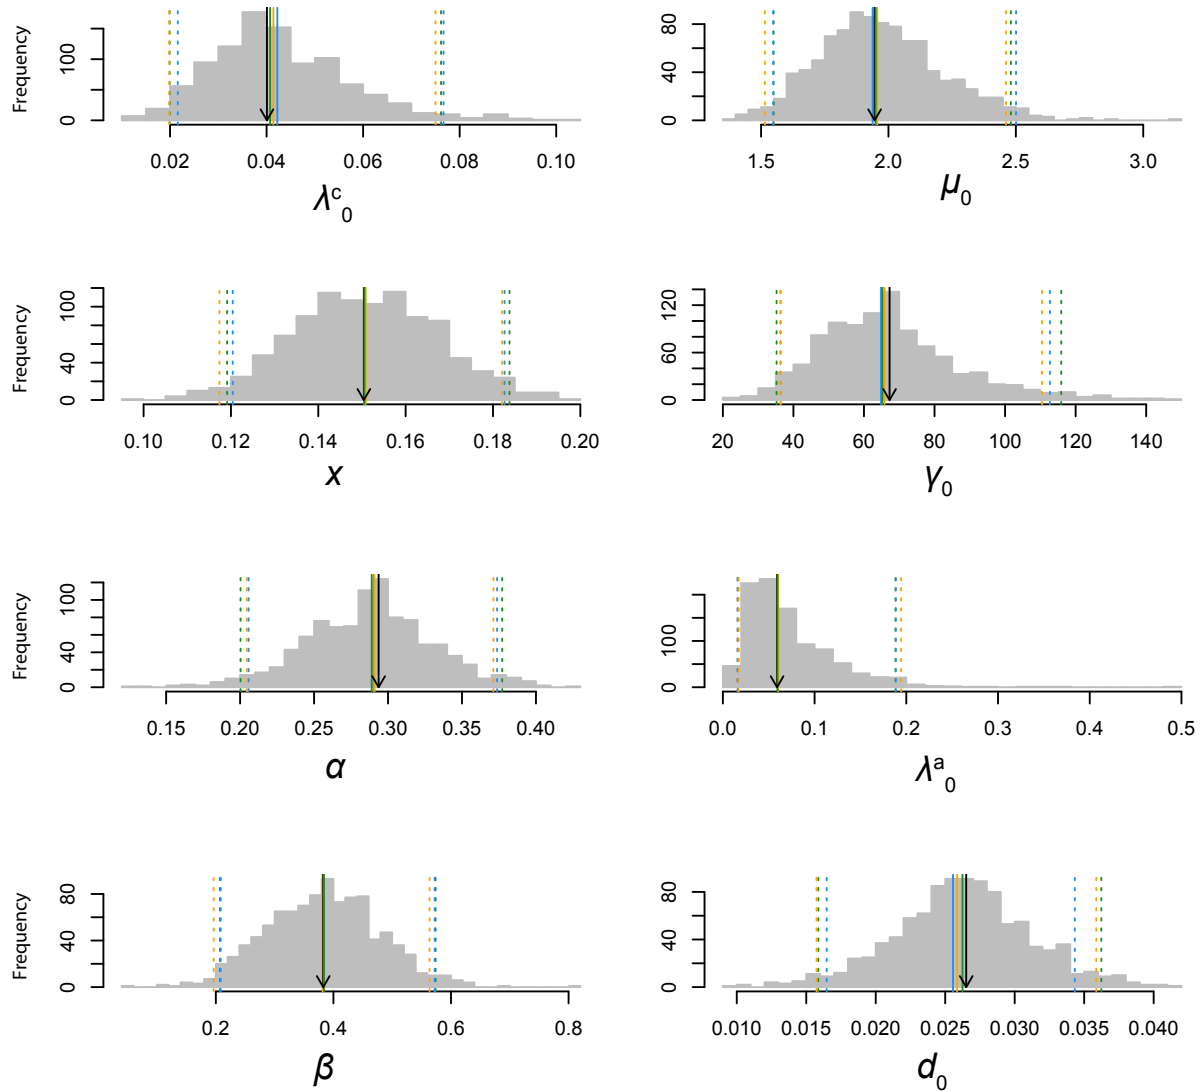 Frequency
0 100
0.02 0.04 0.06 0.08 0.10
λᶜ₀
0 40 80
1.5 2.0 2.5 3.0
μ₀
Frequency
0 40 100
0.10 0.12 0.14 0.16 0.18 0.20
x
0 60 120
20 40 60 80 100 120 140
γ₀
Frequency
0 40 100
0.15 0.20 0.25 0.30 0.35 0.40
α
0 100
0.0 0.1 0.2 0.3 0.4 0.5
λᵃ₀
Frequency
0 40 80
0.2 0.4 0.6 0.8
β
0 40 80
0.010 0.015 0.020 0.025 0.030 0.035 0.040
d₀